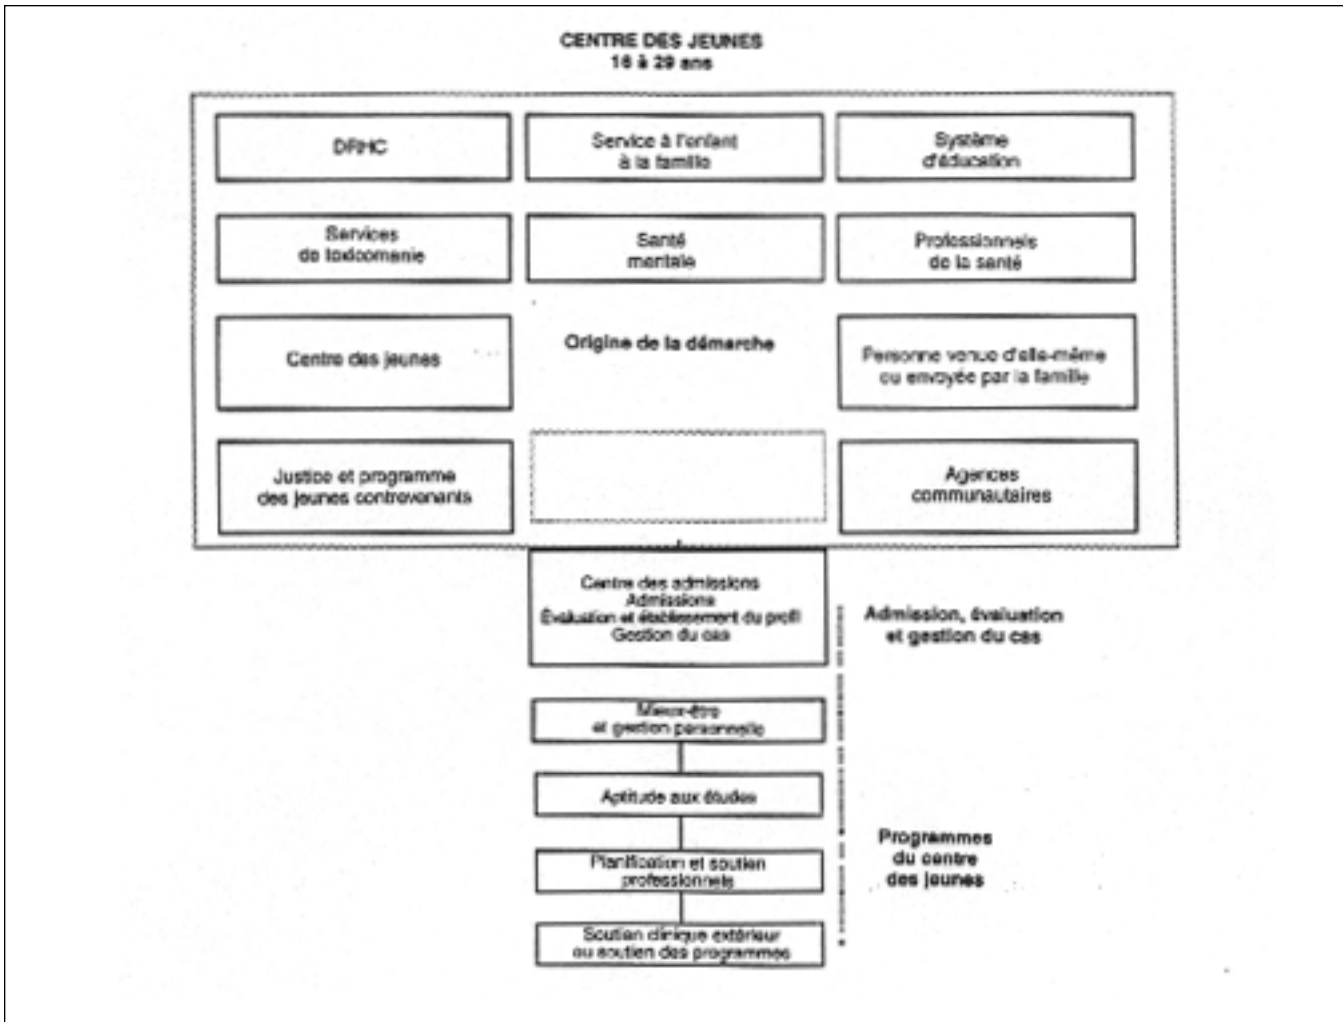 CENTRE DES JEUNES
16 à 29 ans
DRHC
Service à l'enfant
à la famille
Système
d'éducation
Services
de toxicomanie
Santé
mentale
Professionnels
de la santé
Centre des jeunes
Origine de la démarche
Personne venue d'elle-même
ou envoyée par la famille
Justice et programme
des jeunes contrevenants
Agences
communautaires
Centre des admissions
Admissions
Évaluation et établissement du profil
Gestion du cas
Admission, évaluation
et gestion du cas
Mieux-être
et gestion personnelle
Aptitude aux études
Planification et soutien
professionnels
Programmes
du centre
des jeunes
Soutien clinique extérieur
ou soutien des programmes